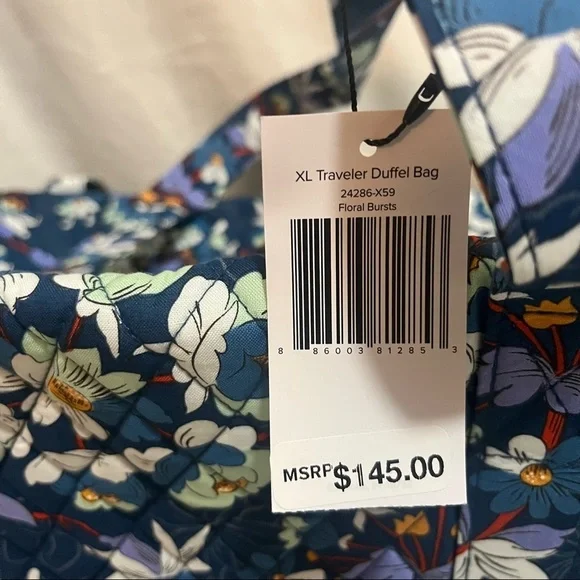 XL Traveler Duffel Bag
24286-X59
Floral Bursts
8 86003 81285 3
MSRP $145.00